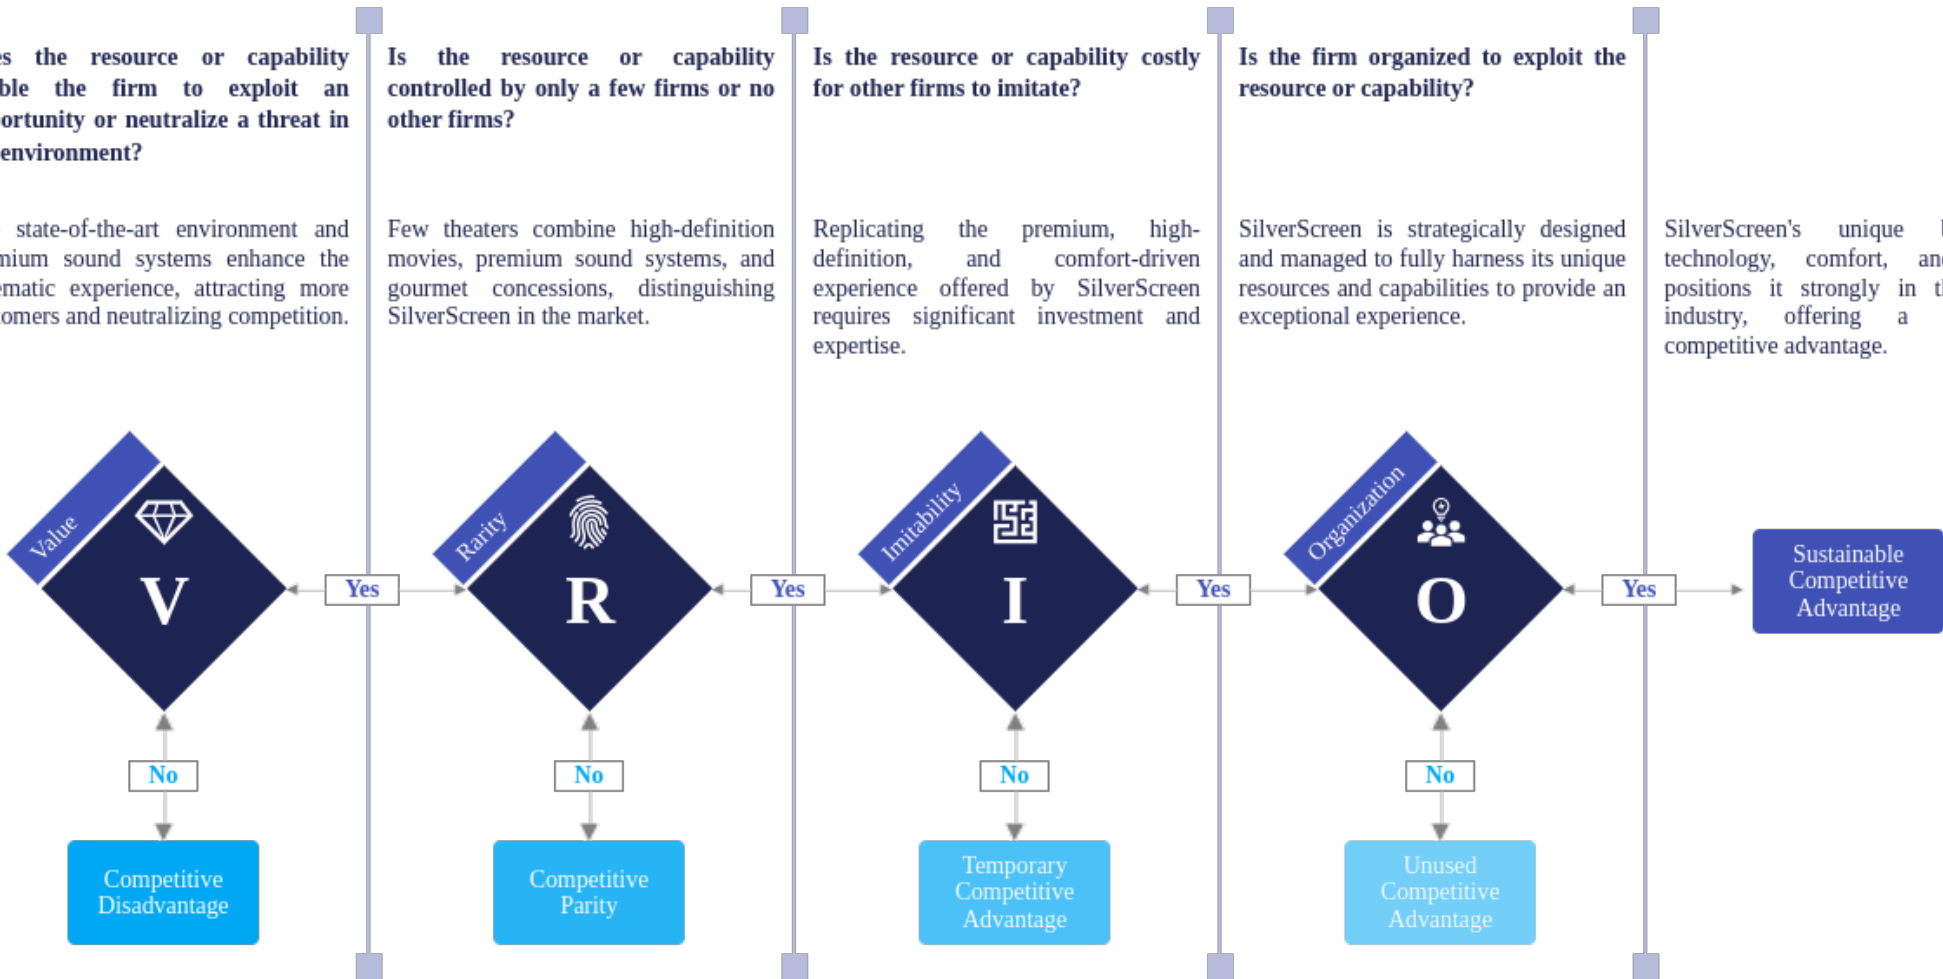 es the resource or capability
ble the firm to exploit an
ortunity or neutralize a threat in
environment?
Is the resource or capability
controlled by only a few firms or no
other firms?
Is the resource or capability costly
for other firms to imitate?
Is the firm organized to exploit the
resource or capability?
state-of-the-art environment and
mium sound systems enhance the
ematic experience, attracting more
omers and neutralizing competition.
Few theaters combine high-definition
movies, premium sound systems, and
gourmet concessions, distinguishing
SilverScreen in the market.
Replicating the premium, high-
definition, and comfort-driven
experience offered by SilverScreen
requires significant investment and
expertise.
SilverScreen is strategically designed
and managed to fully harness its unique
resources and capabilities to provide an
exceptional experience.
SilverScreen's unique
technology, comfort, an
positions it strongly in t
industry, offering a
competitive advantage.
Value
V
Yes
Rarity
R
Yes
Imitability
I
Yes
Organization
O
Yes
Sustainable
Competitive
Advantage
No
No
No
No
Competitive
Disadvantage
Competitive
Parity
Temporary
Competitive
Advantage
Unused
Competitive
Advantage